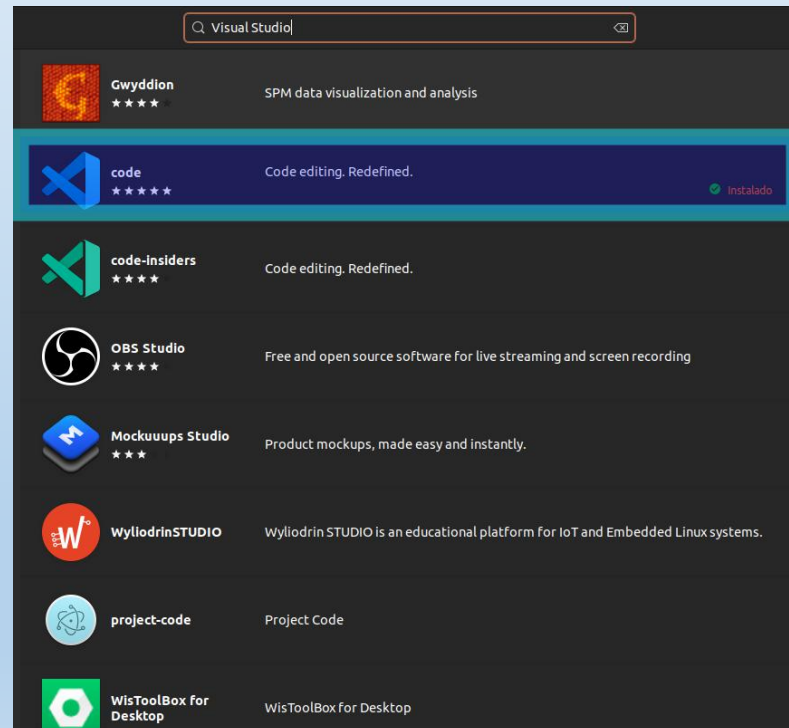 Visual Studio
Gwyddion
SPM data visualization and analysis
code
Code editing. Redefined.
Instalado
code-insiders
Code editing. Redefined.
OBS Studio
Free and open source software for live streaming and screen recording
Mockuuups Studio
Product mockups, made easy and instantly.
WyliodrinSTUDIO
Wyliodrin STUDIO is an educational platform for IoT and Embedded Linux systems.
project-code
Project Code
WisToolBox for
Desktop
WisToolBox for Desktop